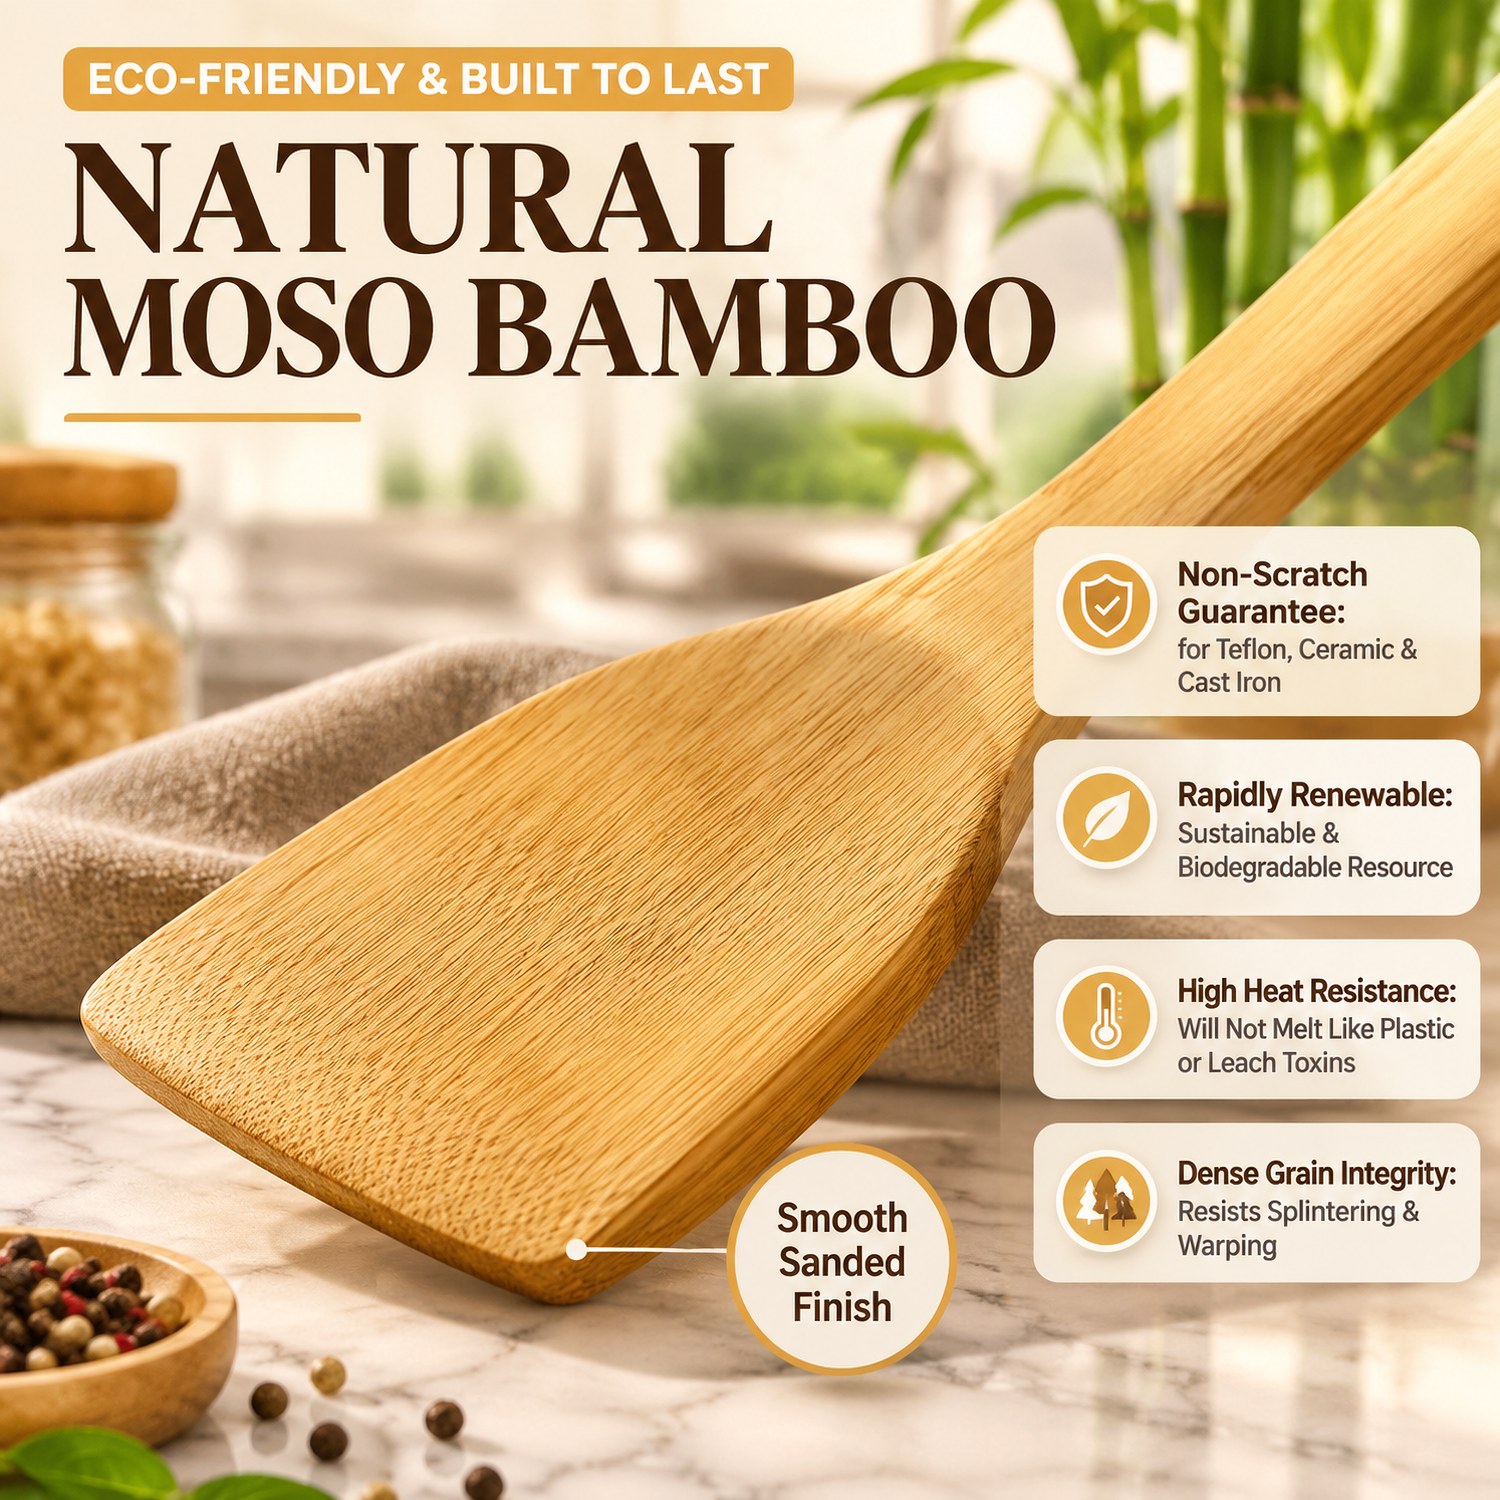 ECO-FRIENDLY & BUILT TO LAST
NATURAL
MOSO BAMBOO
Non-Scratch
Guarantee:
for Teflon, Ceramic &
Cast Iron
Rapidly Renewable:
Sustainable &
Biodegradable Resource
High Heat Resistance:
Will Not Melt Like Plastic
or Leach Toxins
Dense Grain Integrity:
Resists Splintering &
Warping
Smooth
Sanded
Finish